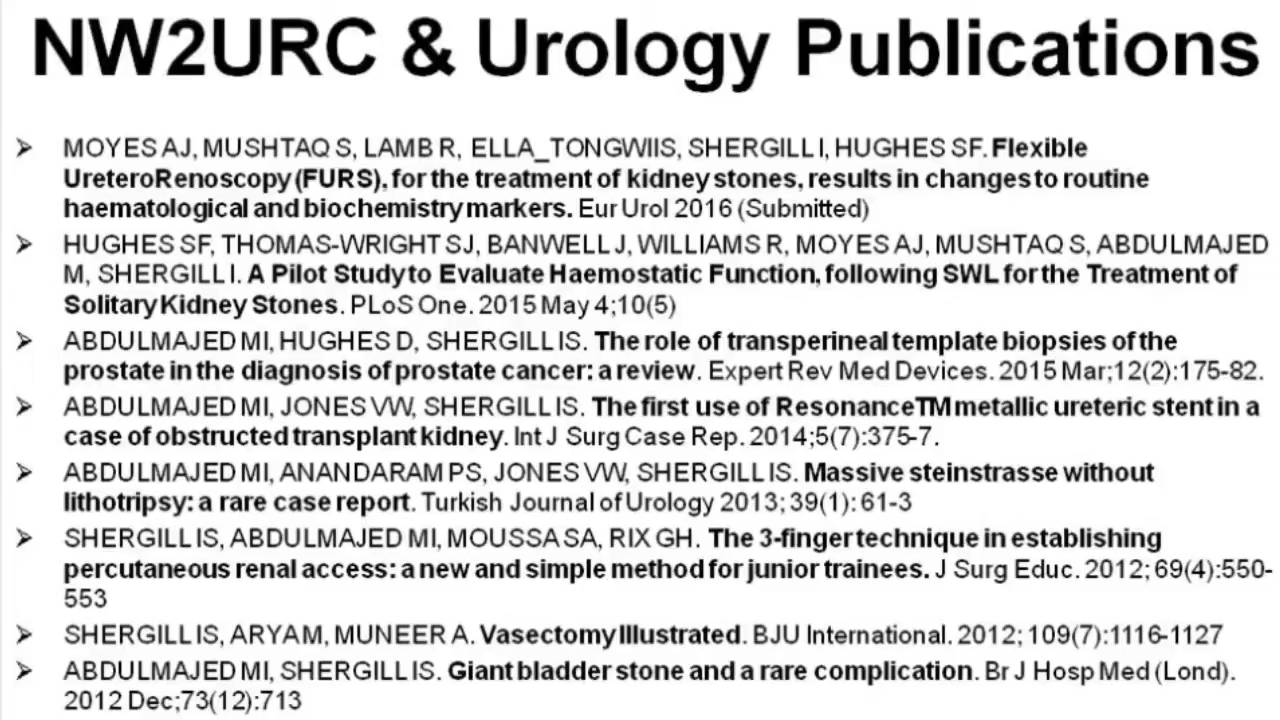 NW2URC & Urology Publications
➢ MOYES AJ, MUSHTAQ S, LAMB R, ELLA_TONGWIIS, SHERGILL I, HUGHES SF. Flexible
UreteroRenoscopy (FURS), for the treatment of kidney stones, results in changes to routine
haematological and biochemistry markers. Eur Urol 2016 (Submitted)
➢ HUGHES SF, THOMAS-WRIGHT SJ, BANWELL J, WILLIAMS R, MOYES AJ, MUSHTAQ S, ABDULMAJED
M, SHERGILL I. A Pilot Study to Evaluate Haemostatic Function, following SWL for the Treatment of
Solitary Kidney Stones. PLoS One. 2015 May 4;10(5)
➢ ABDULMAJED MI, HUGHES D, SHERGILL IS. The role of transperineal template biopsies of the
prostate in the diagnosis of prostate cancer: a review. Expert Rev Med Devices. 2015 Mar;12(2):175-82.
➢ ABDULMAJED MI, JONES VW, SHERGILL IS. The first use of ResonanceTM metallic ureteric stent in a
case of obstructed transplant kidney. Int J Surg Case Rep. 2014;5(7):375-7.
➢ ABDULMAJED MI, ANANDARAM PS, JONES VW, SHERGILL IS. Massive steinstrasse without
lithotripsy: a rare case report. Turkish Journal of Urology 2013; 39(1): 61-3
➢ SHERGILL IS, ABDULMAJED MI, MOUSSA SA, RIX GH. The 3-finger technique in establishing
percutaneous renal access: a new and simple method for junior trainees. J Surg Educ. 2012; 69(4):550-
553
➢ SHERGILL IS, ARYA M, MUNEER A. Vasectomy Illustrated. BJU International. 2012; 109(7):1116-1127
➢ ABDULMAJED MI, SHERGILL IS. Giant bladder stone and a rare complication. Br J Hosp Med (Lond).
2012 Dec;73(12):713